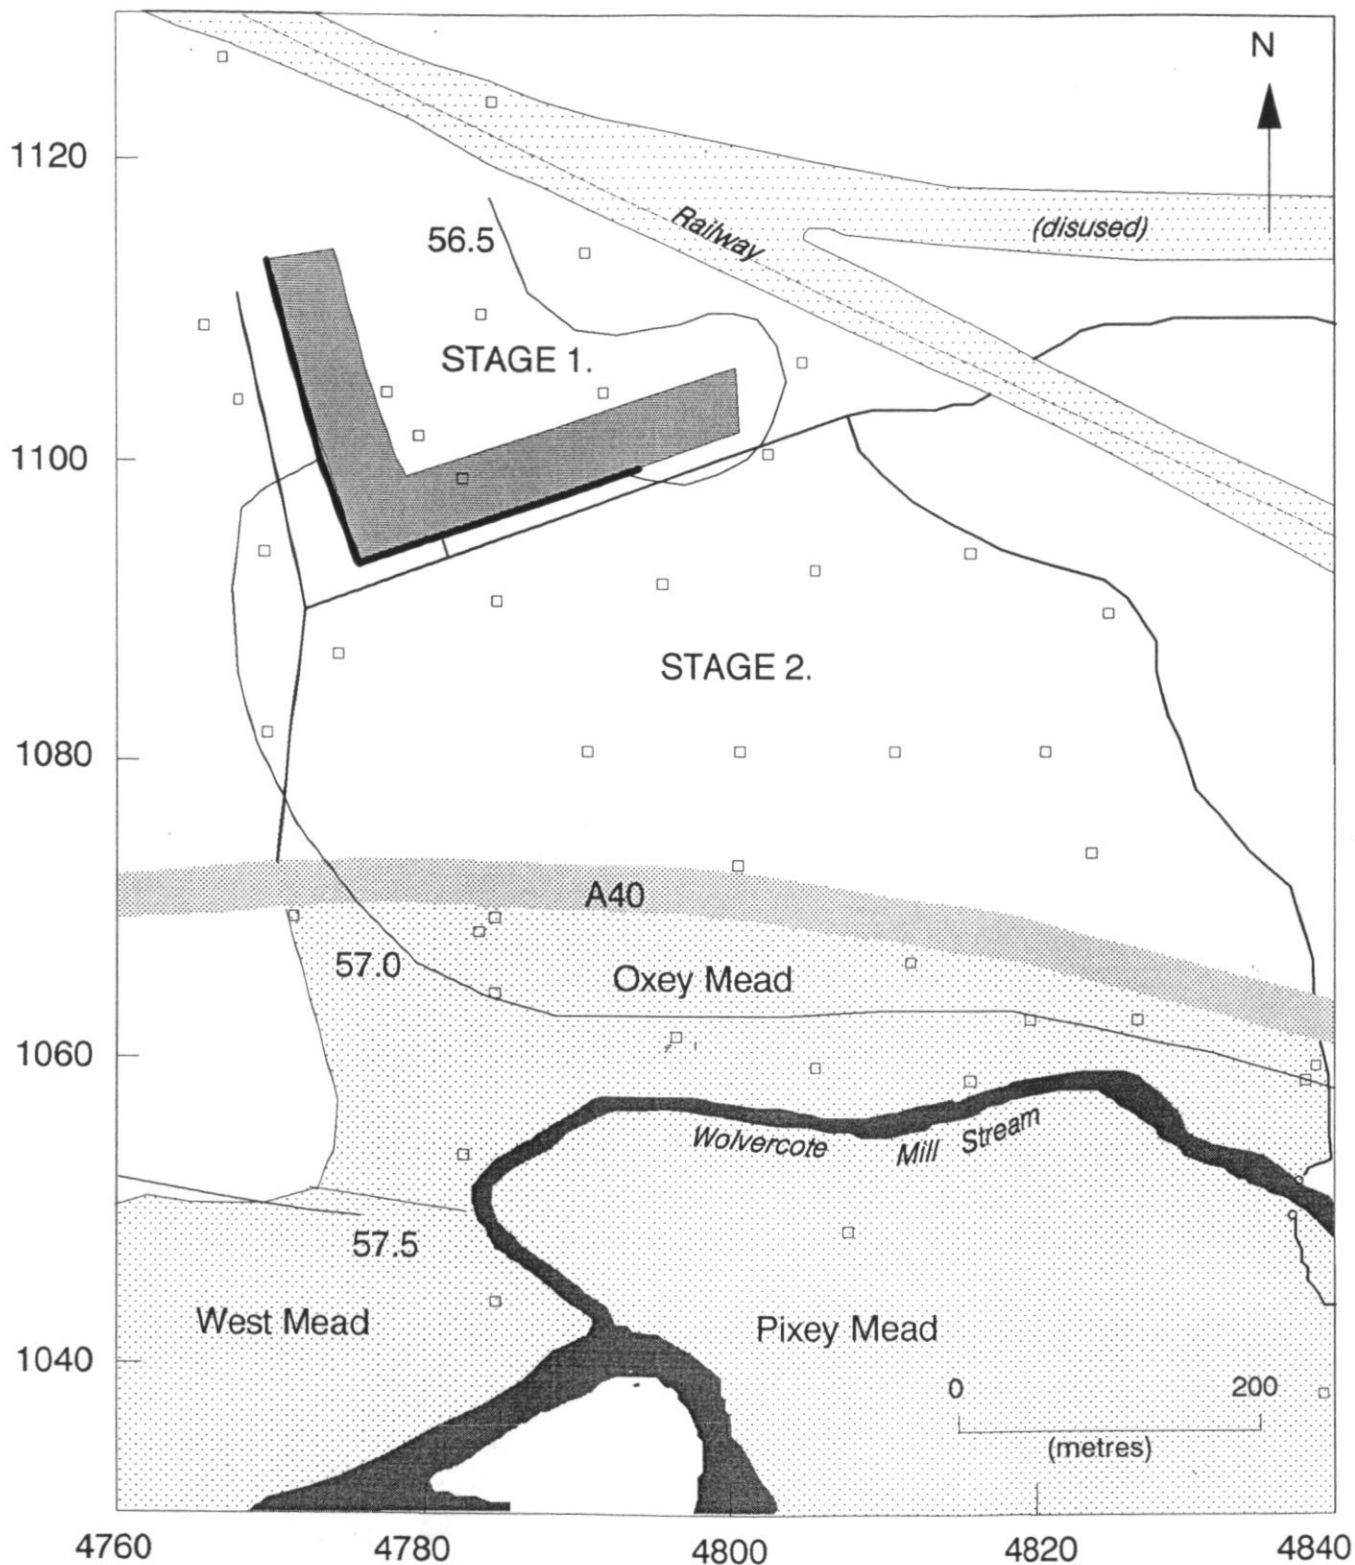 N
1120
Railway
(disused)
56.5
STAGE 1.
1100
STAGE 2.
1080
A40
57.0
Oxey Mead
1060
Wolvercote Mill Stream
57.5
West Mead
Pixey Mead
1040
0 200
(metres)
4760 4780 4800 4820 4840